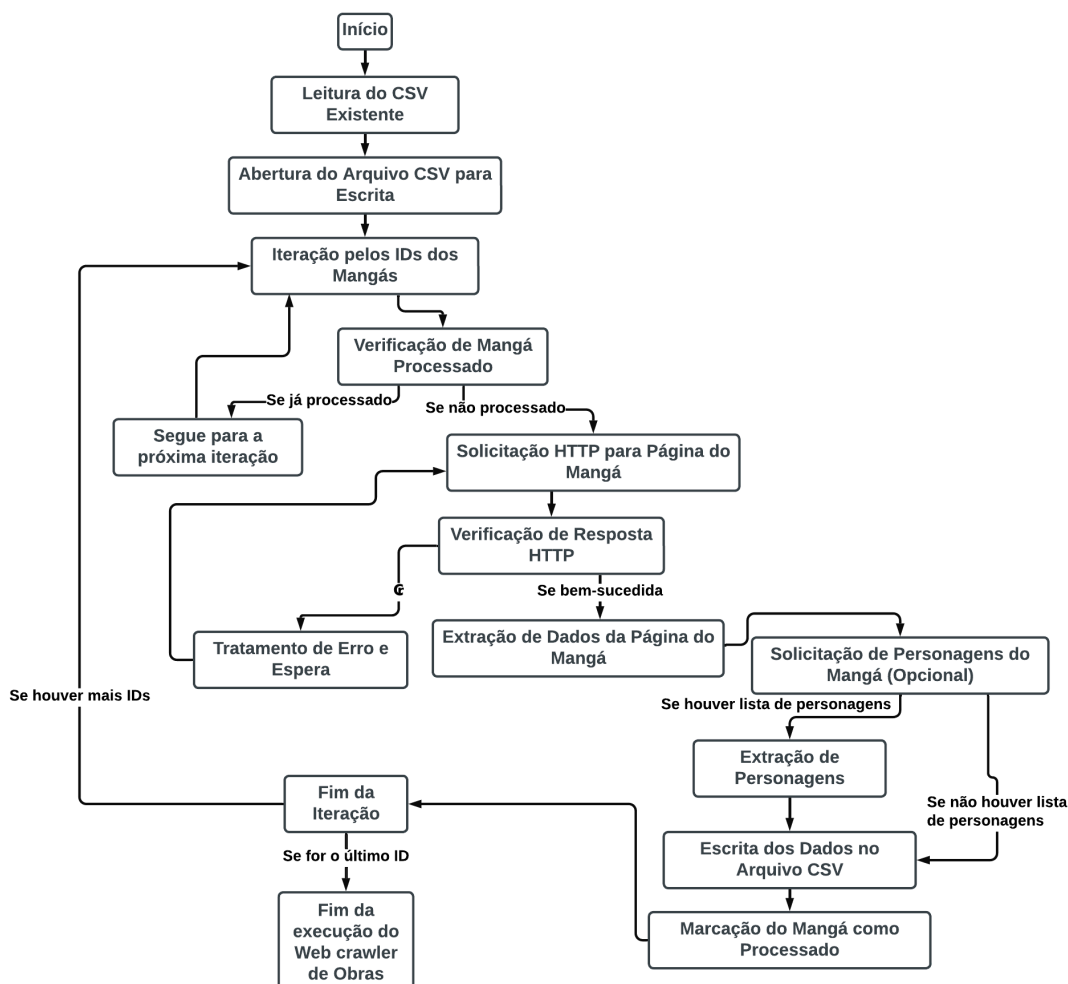 Início
Leitura do CSV
Existente
Abertura do Arquivo CSV para
Escrita
Iteração pelos IDs dos
Mangás
Verificação de Mangá
Processado
Se já processado
Se não processado
Segue para a
próxima iteração
Solicitação HTTP para Página do
Mangá
Verificação de Resposta
HTTP
Se bem-sucedida
Tratamento de Erro e
Espera
Extração de Dados da Página do
Mangá
Solicitação de Personagens do
Mangá (Opcional)
Se houver mais IDs
Se houver lista de personagens
Extração de
Personagens
Se não houver lista
de personagens
Fim da
Iteração
Escrita dos Dados no
Arquivo CSV
Se for o último ID
Marcação do Mangá como
Processado
Fim da
execução do
Web crawler
de Obras